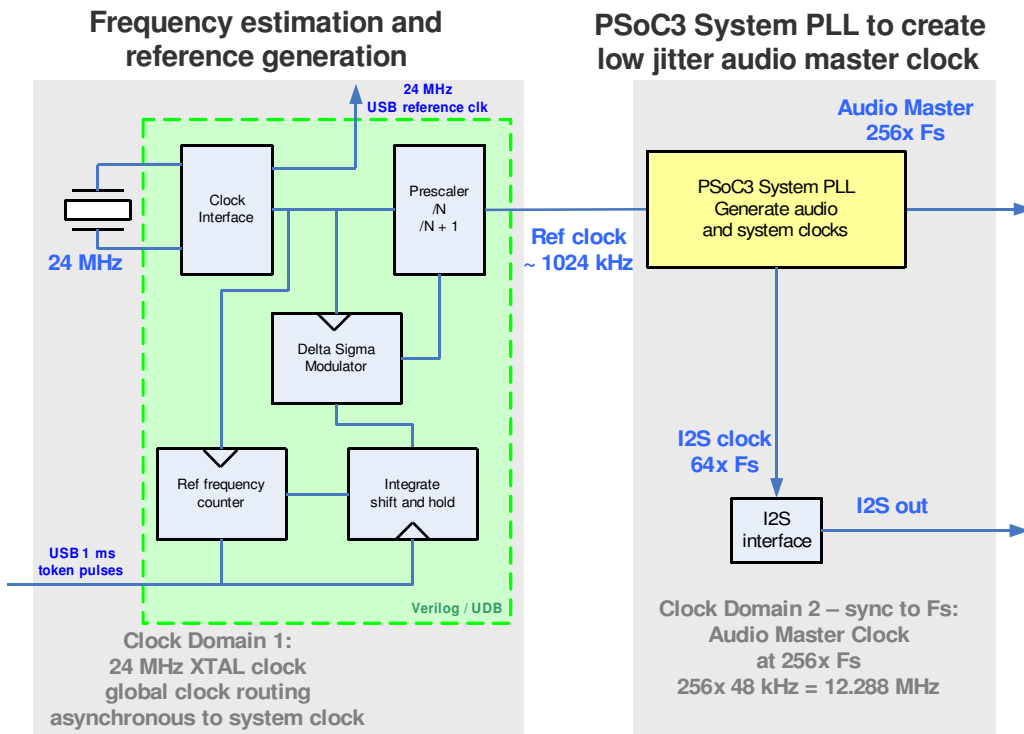 Frequency estimation and
reference generation
PSoC3 System PLL to create
low jitter audio master clock
24 MHz
USB reference clk
Audio Master
256x Fs
Clock
Interface
Prescaler
/N
/N + 1
PSoC3 System PLL
Generate audio
and system clocks
24 MHz
Ref clock
~ 1024 kHz
Delta Sigma
Modulator
I2S clock
64x Fs
Ref frequency
counter
Integrate
shift and hold
I2S out
I2S
interface
USB 1 ms
token pulses
Verilog / UDB
Clock Domain 1:
24 MHz XTAL clock
global clock routing
asynchronous to system clock
Clock Domain 2 – sync to Fs:
Audio Master Clock
at 256x Fs
256x 48 kHz = 12.288 MHz